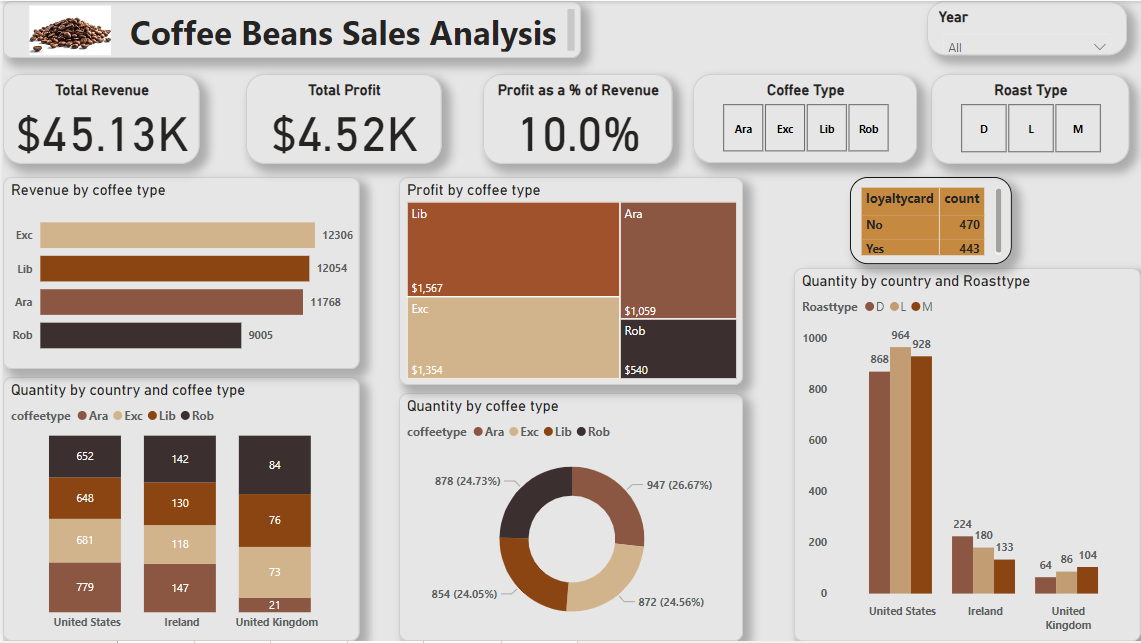 Coffee Beans Sales Analysis
Year
All
Total Revenue
$45.13K
Total Profit
$4.52K
Profit as a % of Revenue
10.0%
Coffee Type
Ara Exc Lib Rob
Roast Type
D L M
Revenue by coffee type
Exc 12306
Lib 12054
Ara 11768
Rob 9005
Profit by coffee type
Lib
$1,567
Ara
$1,059
Exc
$1,354
Rob
$540
loyaltycard count
No 470
Yes 443
Quantity by country and coffee type
coffeetype Ara Exc Lib Rob
652 142 84
648 130 76
681 118 73
779 147 21
United States Ireland United Kingdom
Quantity by coffee type
coffeetype Ara Exc Lib Rob
878 (24.73%) 947 (26.67%)
854 (24.05%) 872 (24.56%)
Quantity by country and Roasttype
Roasttype D L M
1000
800
600
400
200
0
868 964 928
224 180 133
64 86 104
United States Ireland United
Kingdom